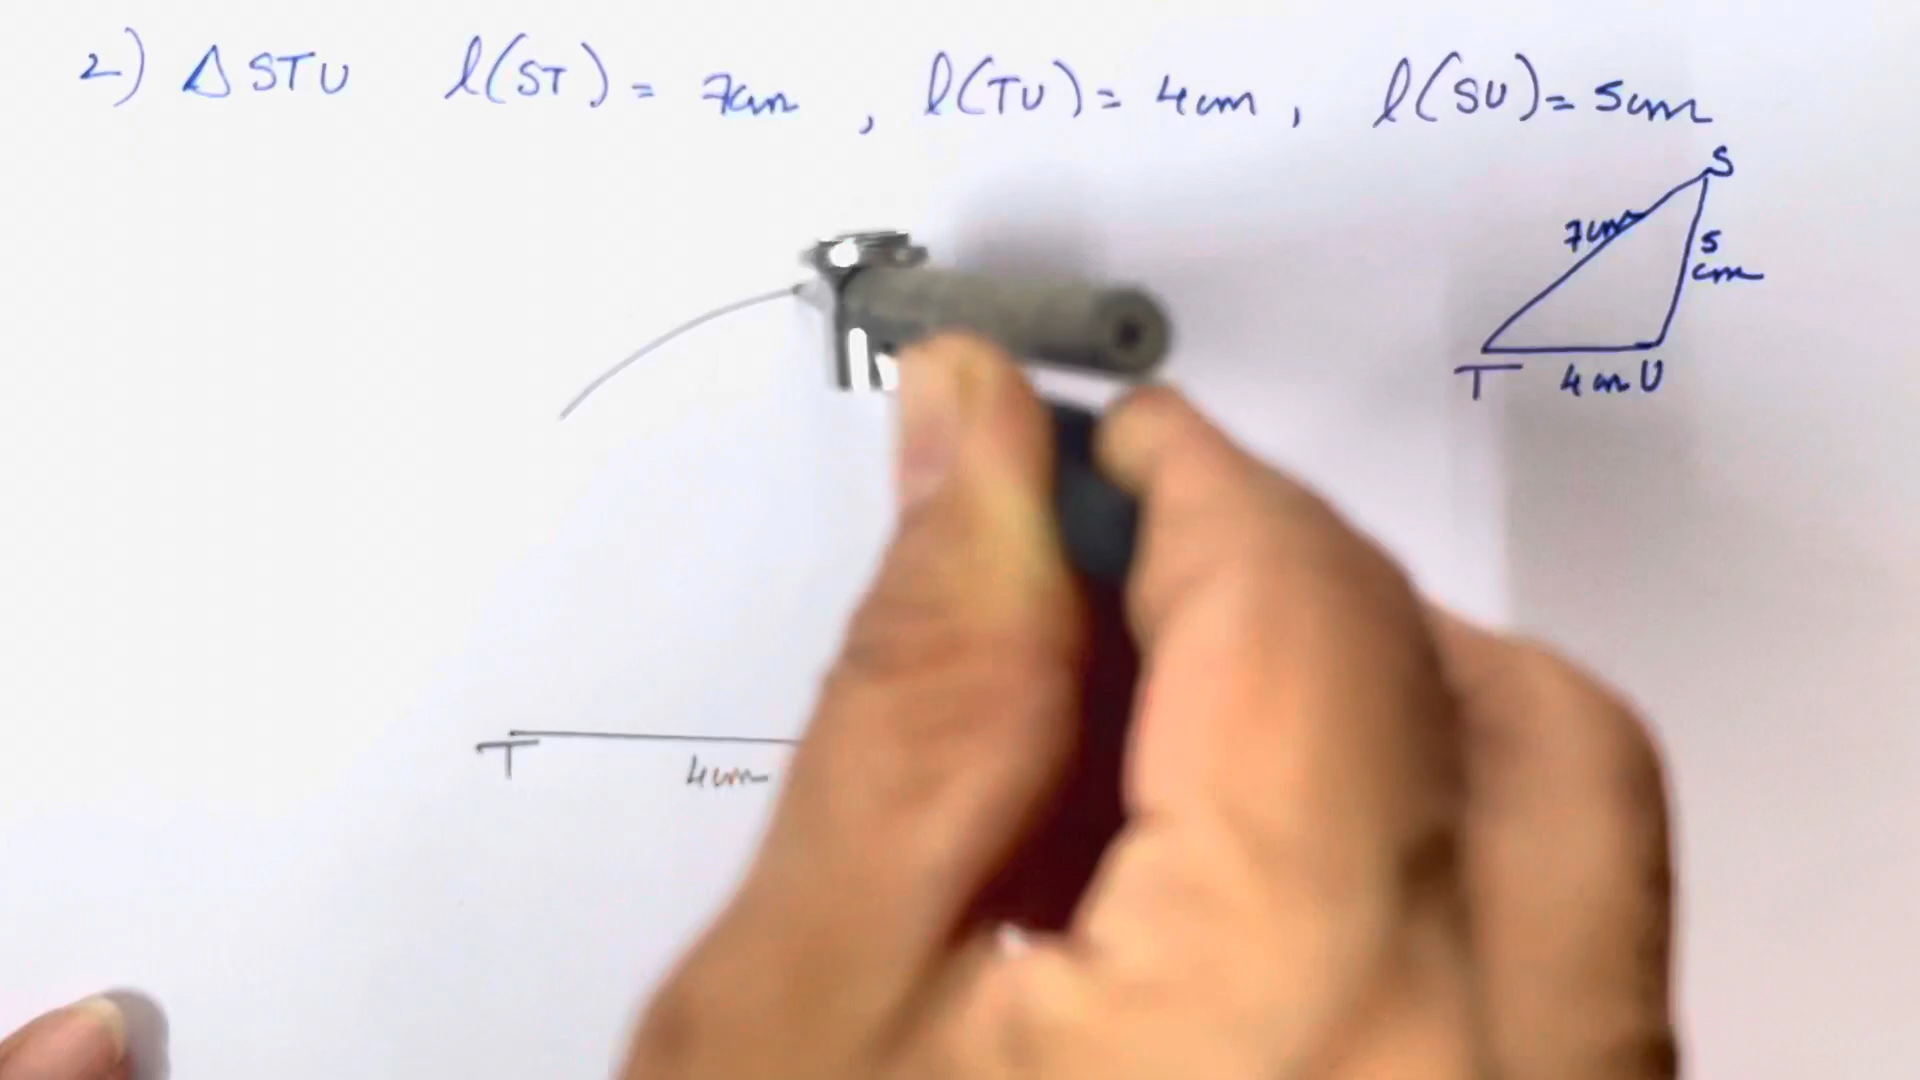 2) Δ STU l(ST) = 7cm , l(TU) = 4cm , l(SU) = 5cm
S
7cm
5
cm
T 4cm U
T
4cm